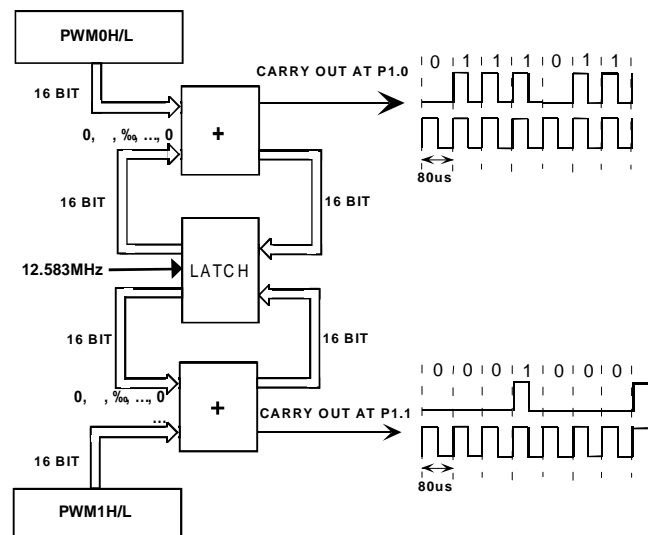 PWM0H/L
16 BIT
CARRY OUT AT P1.0
0 1 1 1 0 1 1
+
0, , ‰, ..., 0
80us
16 BIT
16 BIT
12.583MHz
LATCH
16 BIT
16 BIT
0 0 0 1 0 0 0
0, , ‰, ..., 0
+
...
CARRY OUT AT P1.1
16 BIT
80us
PWM1H/L